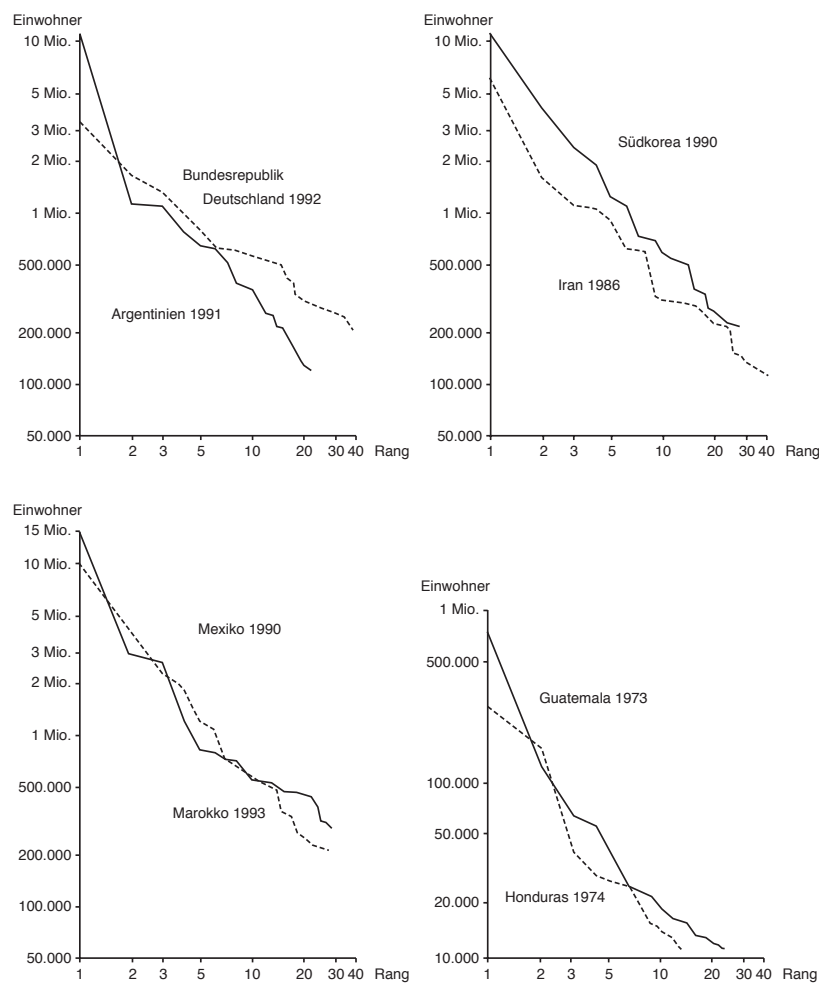 Einwohner
10 Mio.
5 Mio.
3 Mio.
2 Mio.
1 Mio.
500.000
200.000
100.000
50.000
1 2 3 5 10 20 30 40 Rang
Bundesrepublik
Deutschland 1992
Argentinien 1991
Einwohner
10 Mio.
5 Mio.
3 Mio.
2 Mio.
1 Mio.
500.000
200.000
100.000
50.000
1 2 3 5 10 20 30 40 Rang
Südkorea 1990
Iran 1986
Einwohner
15 Mio.
10 Mio.
5 Mio.
3 Mio.
2 Mio.
1 Mio.
500.000
200.000
100.000
50.000
1 2 3 5 10 20 30 40 Rang
Mexiko 1990
Marokko 1993
Einwohner
1 Mio.
500.000
100.000
50.000
20.000
10.000
1 2 3 5 10 20 30 40 Rang
Guatemala 1973
Honduras 1974